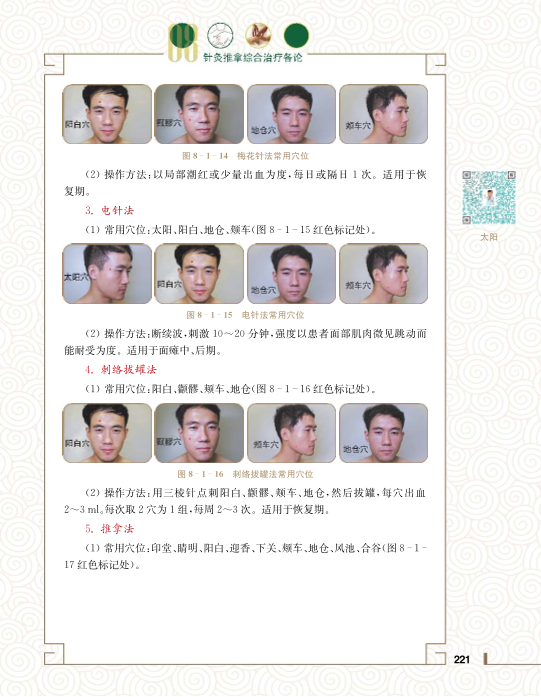 08
针灸推拿综合治疗各论
阳白穴
颧髎穴
地仓穴
颊车穴
图 8-1-14 梅花针法常用穴位
(2) 操作方法:以局部潮红或少量出血为度,每日或隔日 1 次。适用于恢
复期。
3. 电针法
(1) 常用穴位:太阳、阳白、地仓、颊车(图 8-1-15 红色标记处)。
太阳
太阳穴
阳白穴
地仓穴
颊车穴
图 8-1-15 电针法常用穴位
(2) 操作方法:断续波,刺激 10～20 分钟,强度以患者面部肌肉微见跳动而
能耐受为度。适用于面瘫中、后期。
4. 刺络拔罐法
(1) 常用穴位:阳白、颧髎、颊车、地仓(图 8-1-16 红色标记处)。
阳白穴
颧髎穴
颊车穴
地仓穴
图 8-1-16 刺络拔罐法常用穴位
(2) 操作方法:用三棱针点刺阳白、颧髎、颊车、地仓,然后拔罐,每穴出血
2～3 ml。每次取 2 穴为 1 组,每周 2～3 次。适用于恢复期。
5. 推拿法
(1) 常用穴位:印堂、睛明、阳白、迎香、下关、颊车、地仓、风池、合谷(图 8-1-
17 红色标记处)。
221